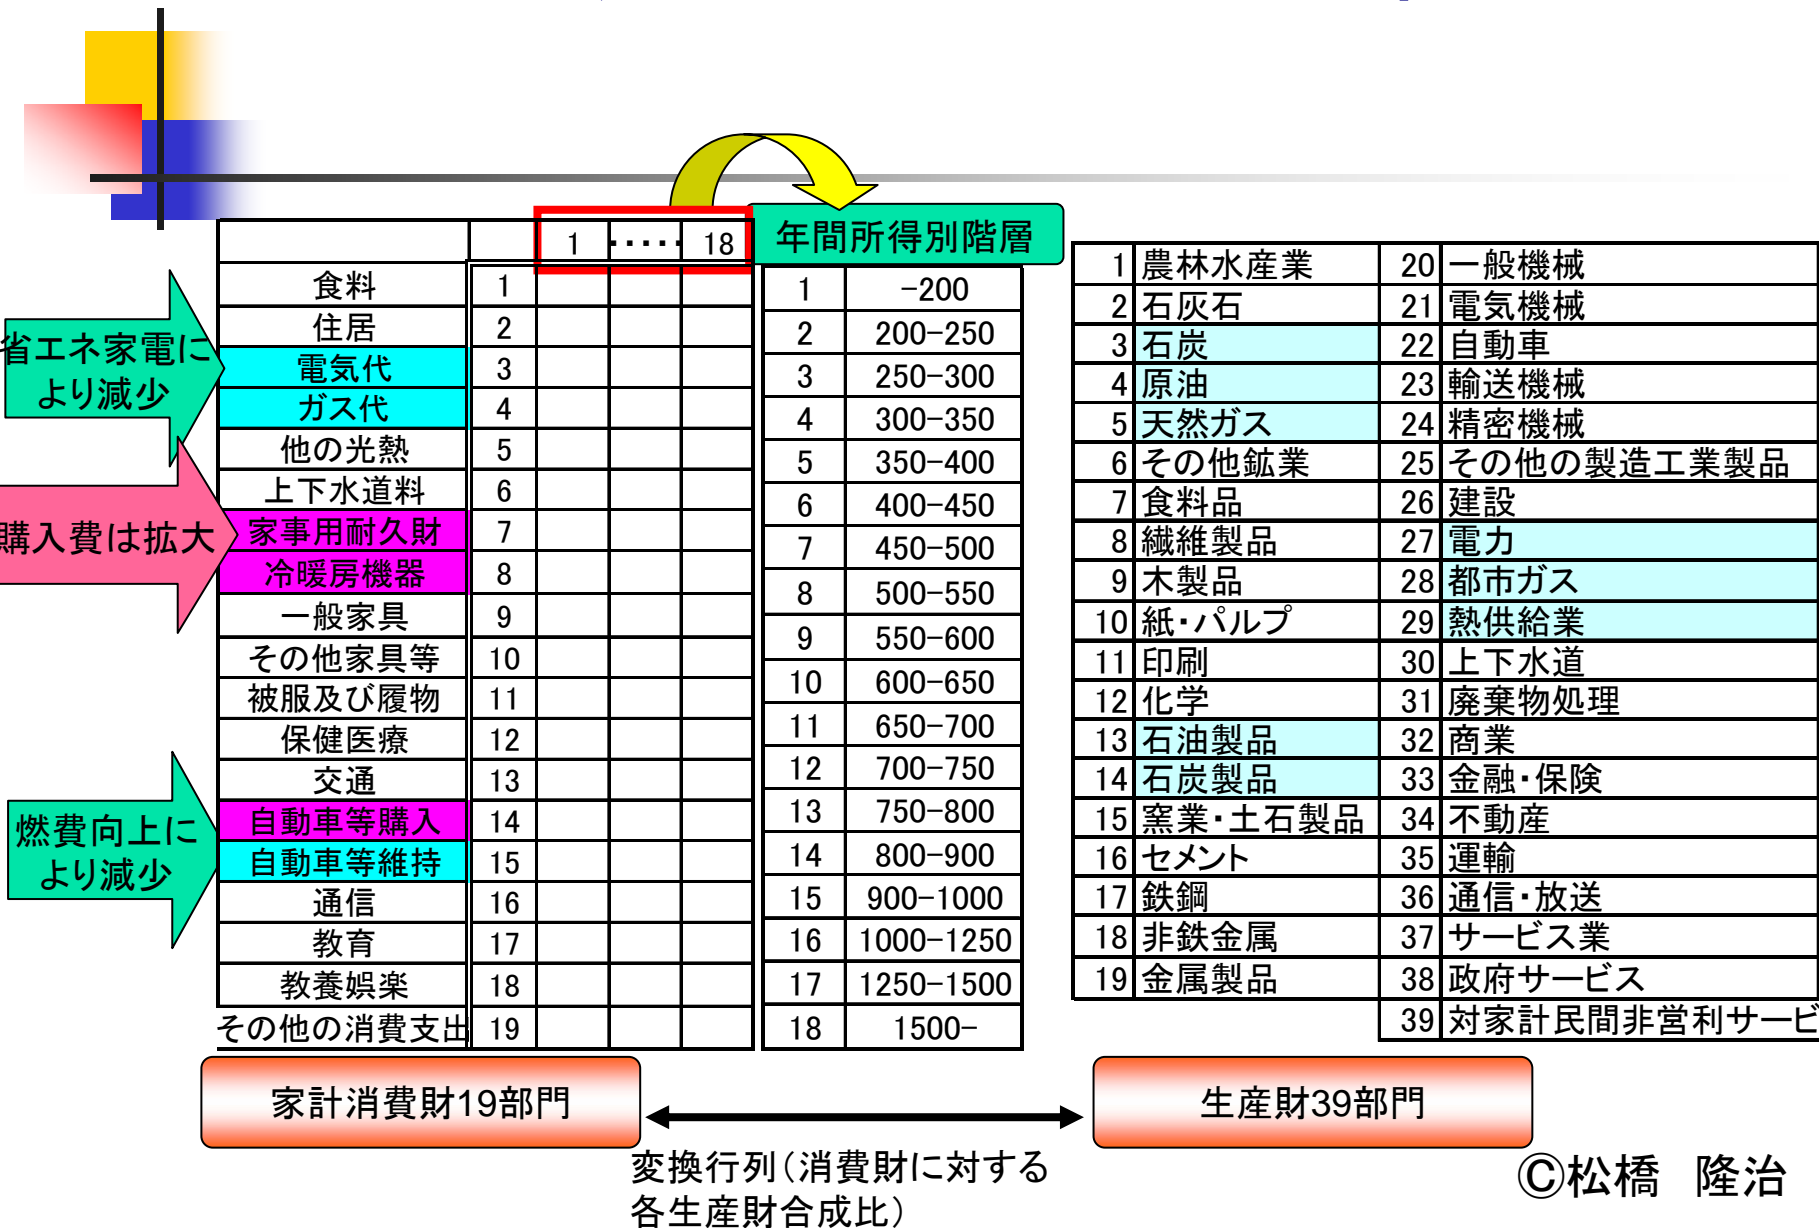 1 ・・・・・ 18
年間所得別階層
食料 1
住居 2
電気代 3
ガス代 4
他の光熱 5
上下水道料 6
家事用耐久財 7
冷暖房機器 8
一般家具 9
その他家具等 10
被服及び履物 11
保健医療 12
交通 13
自動車等購入 14
自動車等維持 15
通信 16
教育 17
教養娯楽 18
その他の消費支出 19
省エネ家電に
より減少
購入費は拡大
燃費向上に
より減少
1 -200
2 200-250
3 250-300
4 300-350
5 350-400
6 400-450
7 450-500
8 500-550
9 550-600
10 600-650
11 650-700
12 700-750
13 750-800
14 800-900
15 900-1000
16 1000-1250
17 1250-1500
18 1500-
1 農林水産業 20 一般機械
2 石灰石 21 電気機械
3 石炭 22 自動車
4 原油 23 輸送機械
5 天然ガス 24 精密機械
6 その他鉱業 25 その他の製造工業製品
7 食料品 26 建設
8 繊維製品 27 電力
9 木製品 28 都市ガス
10 紙・パルプ 29 熱供給業
11 印刷 30 上下水道
12 化学 31 廃棄物処理
13 石油製品 32 商業
14 石炭製品 33 金融・保険
15 窯業・土石製品 34 不動産
16 セメント 35 運輸
17 鉄鋼 36 通信・放送
18 非鉄金属 37 サービス業
19 金属製品 38 政府サービス
39 対家計民間非営利サービ
家計消費財19部門
生産財39部門
変換行列(消費財に対する
各生産財合成比)
©松橋 隆治